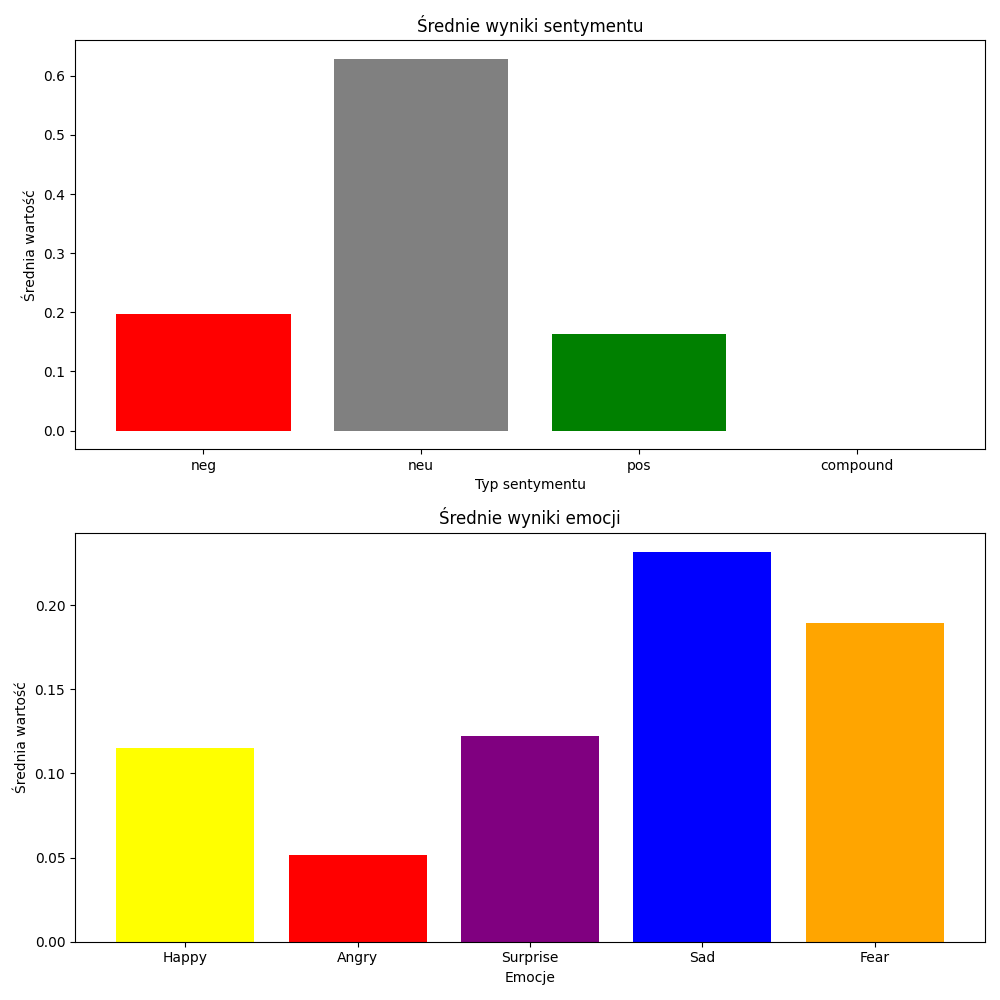 Średnie wyniki sentymentu
0.6
0.5
0.4
0.3
0.2
0.1
0.0
Średnia wartość
neg neu pos compound
Typ sentymentu
Średnie wyniki emocji
0.20
0.15
0.10
0.05
0.00
Średnia wartość
Happy Angry Surprise Sad Fear
Emocje